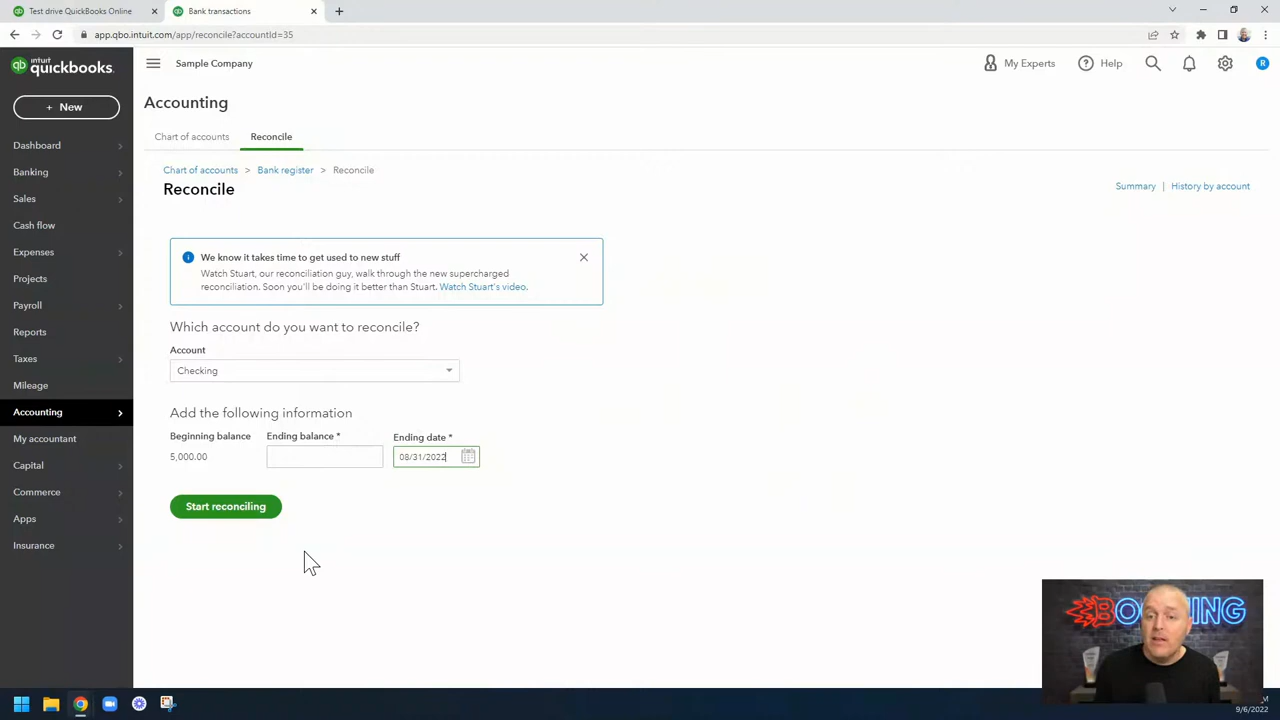 Test drive QuickBooks Online
Bank transactions
app.qbo.intuit.com/app/reconcile?accountId=35
intuit
quickbooks.
Sample Company
My Experts
Help
R
+ New
Dashboard
Banking
Sales
Cash flow
Expenses
Projects
Payroll
Reports
Taxes
Mileage
Accounting
My accountant
Capital
Commerce
Apps
Insurance
Accounting
Chart of accounts
Reconcile
Chart of accounts > Bank register > Reconcile
Reconcile
Summary | History by account
We know it takes time to get used to new stuff
Watch Stuart, our reconciliation guy, walk through the new supercharged
reconciliation. Soon you'll be doing it better than Stuart. Watch Stuart's video.
Which account do you want to reconcile?
Account
Checking
Add the following information
Beginning balance
Ending balance *
Ending date *
5,000.00
08/31/2022
Start reconciling
9/6/2022